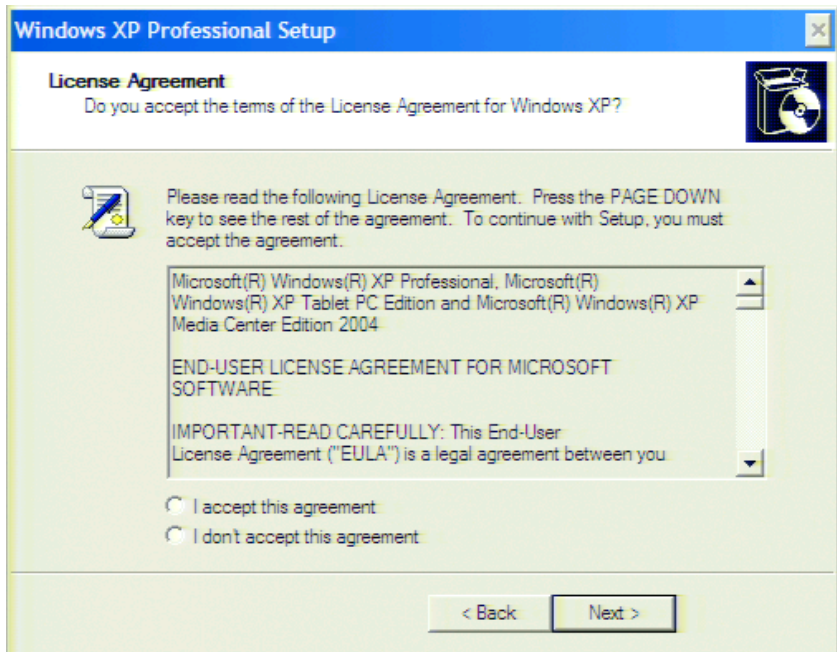 Windows XP Professional Setup
License Agreement
Do you accept the terms of the License Agreement for Windows XP?
Please read the following License Agreement. Press the PAGE DOWN
key to see the rest of the agreement. To continue with Setup, you must
accept the agreement.
Microsoft(R) Windows(R) XP Professional, Microsoft(R)
Windows(R) XP Tablet PC Edition and Microsoft(R) Windows(R) XP
Media Center Edition 2004
END-USER LICENSE AGREEMENT FOR MICROSOFT
SOFTWARE
IMPORTANT-READ CAREFULLY: This End-User
License Agreement ("EULA") is a legal agreement between you
I accept this agreement
I don't accept this agreement
< Back
Next >